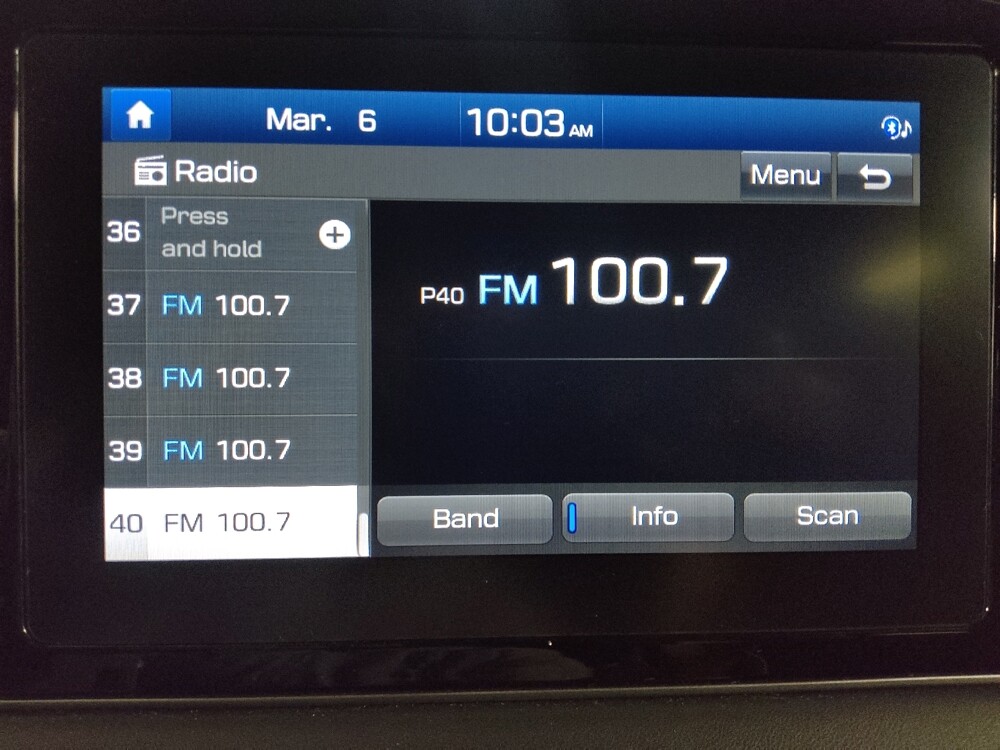 Mar. 6 10:03 AM
Radio
Menu
36 Press
and hold
P40 FM 100.7
37 FM 100.7
38 FM 100.7
39 FM 100.7
40 FM 100.7
Band Info Scan